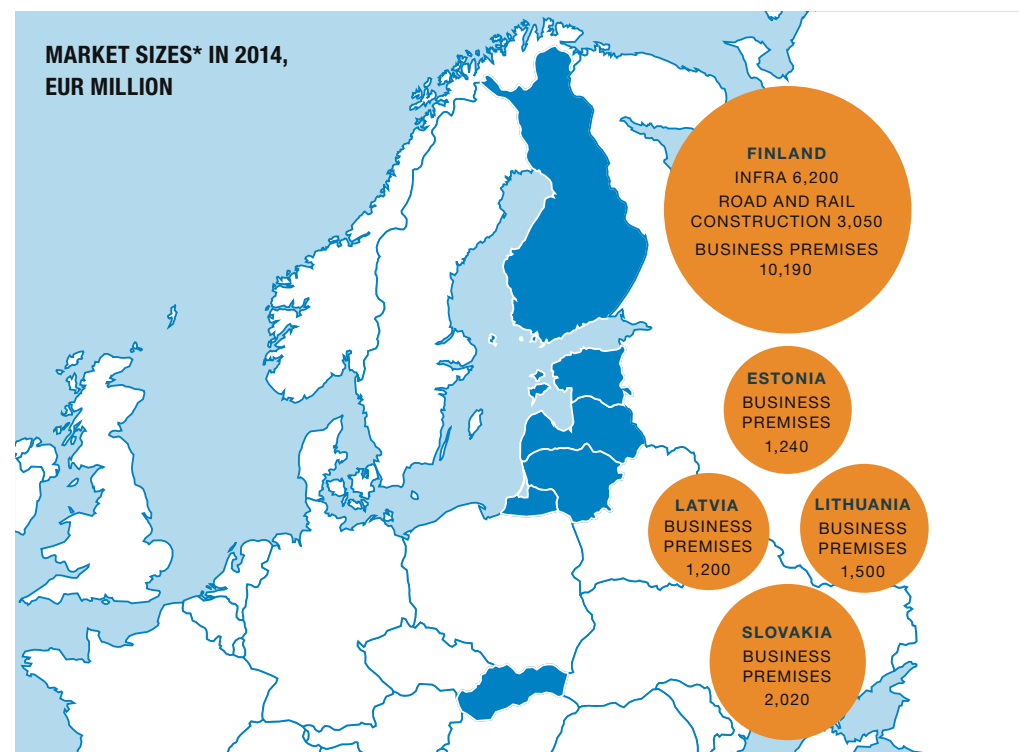 MARKET SIZES* IN 2014,
EUR MILLION
FINLAND
INFRA 6,200
ROAD AND RAIL
CONSTRUCTION 3,050
BUSINESS PREMISES
10,190
ESTONIA
BUSINESS
PREMISES
1,240
LATVIA
BUSINESS
PREMISES
1,200
LITHUANIA
BUSINESS
PREMISES
1,500
SLOVAKIA
BUSINESS
PREMISES
2,020